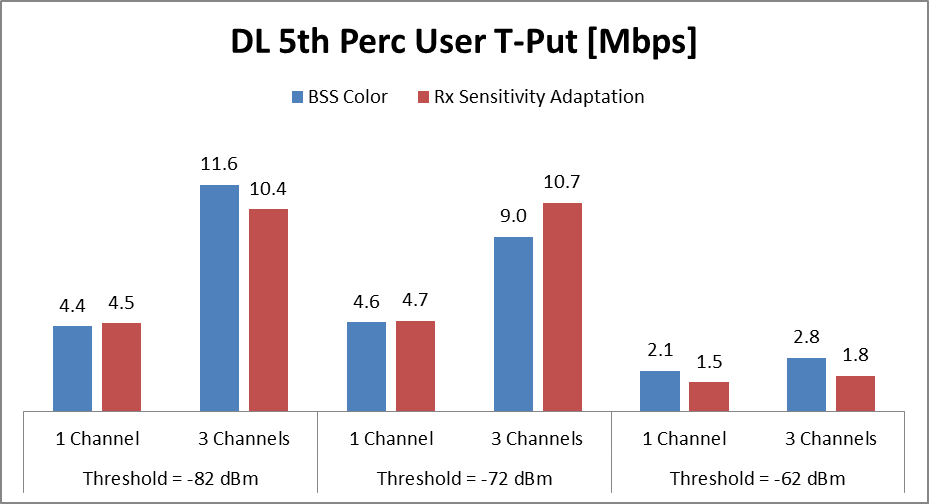 DL 5th Perc User T-Put [Mbps]
BSS Color Rx Sensitivity Adaptation
4.4 4.5 11.6 10.4 4.6 4.7 9.0 10.7 2.1 1.5 2.8 1.8
1 Channel 3 Channels 1 Channel 3 Channels 1 Channel 3 Channels
Threshold = -82 dBm Threshold = -72 dBm Threshold = -62 dBm